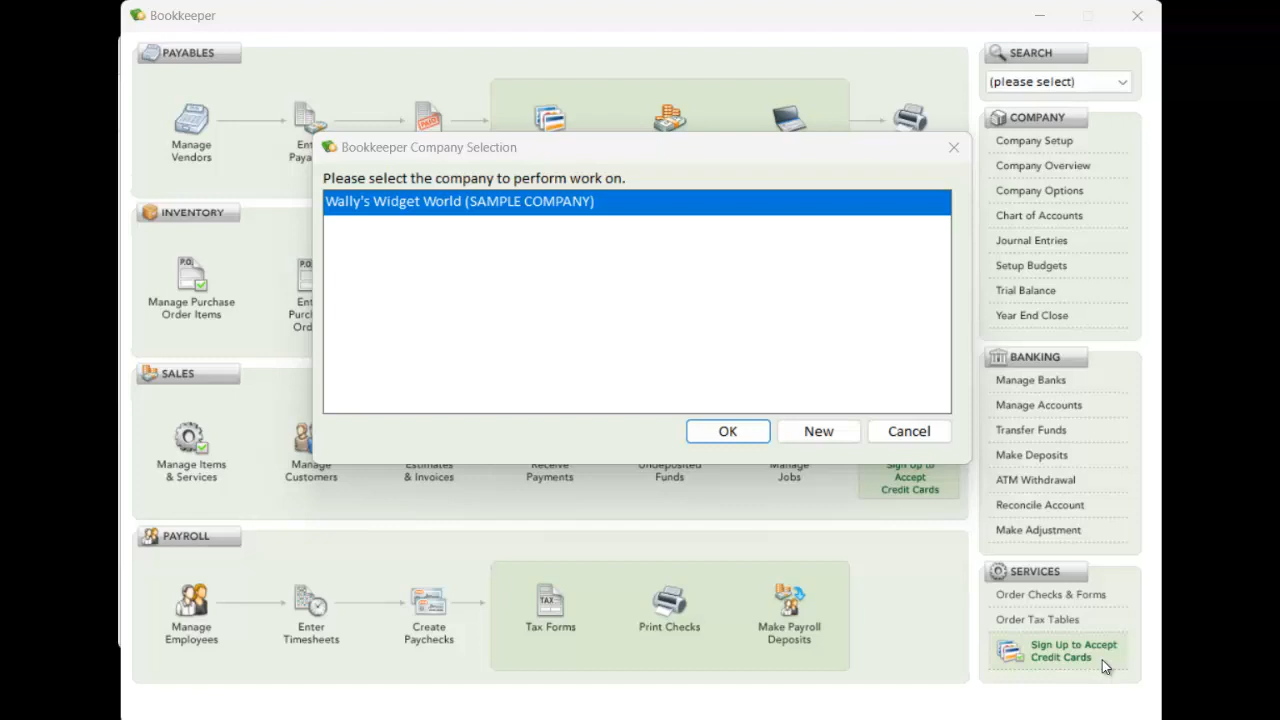 Bookkeeper
PAYABLES
Manage
Vendors
PAID
Bookkeeper Company Selection
Please select the company to perform work on.
Wally's Widget World (SAMPLE COMPANY)
OK
New
Cancel
INVENTORY
P.O.
Manage Purchase
Order Items
SALES
Manage Items
& Services
Manage
Customers
Estimates
& Invoices
Receive
Payments
Undeposited
Funds
Manage
Jobs
Sign Up to
Accept
Credit Cards
PAYROLL
Manage
Employees
Enter
Timesheets
Create
Paychecks
TAX
Tax Forms
Print Checks
Make Payroll
Deposits
SEARCH
(please select)
COMPANY
Company Setup
Company Overview
Company Options
Chart of Accounts
Journal Entries
Setup Budgets
Trial Balance
Year End Close
BANKING
Manage Banks
Manage Accounts
Transfer Funds
Make Deposits
ATM Withdrawal
Reconcile Account
Make Adjustment
SERVICES
Order Checks & Forms
Order Tax Tables
Sign Up to Accept
Credit Cards